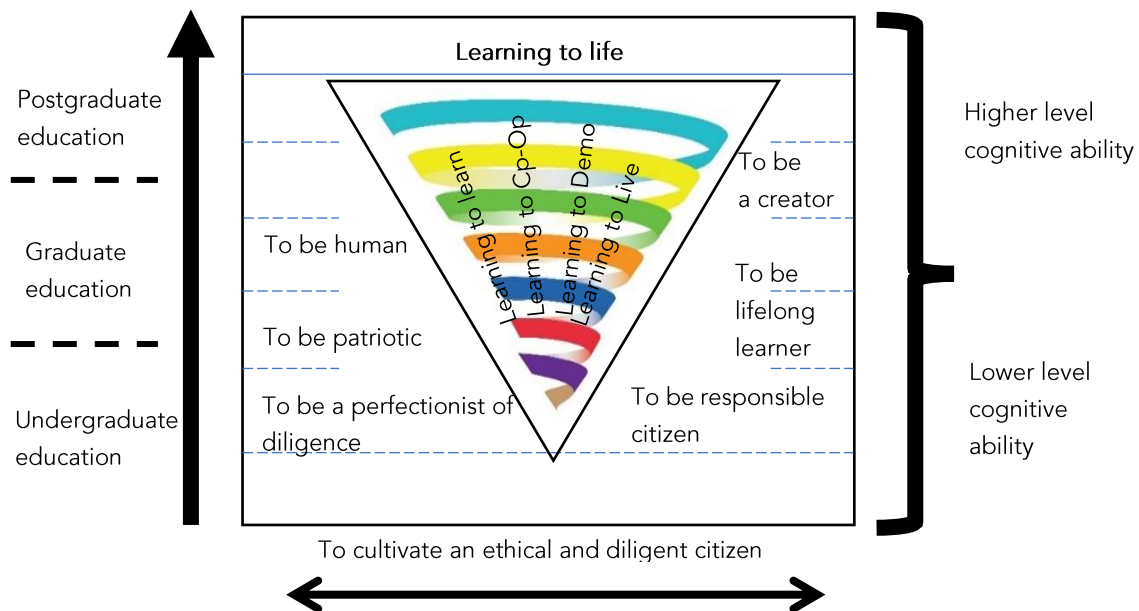 Learning to life
Postgraduate
education
Graduate
education
Undergraduate
education
To be human
To be patriotic
To be a perfectionist of
diligence
Learning to learn
Learning to Cp-Op
Learning to Demo
Learning to Live
To be
a creator
To be
lifelong
learner
To be responsible
citizen
Higher level
cognitive ability
Lower level
cognitive
ability
To cultivate an ethical and diligent citizen